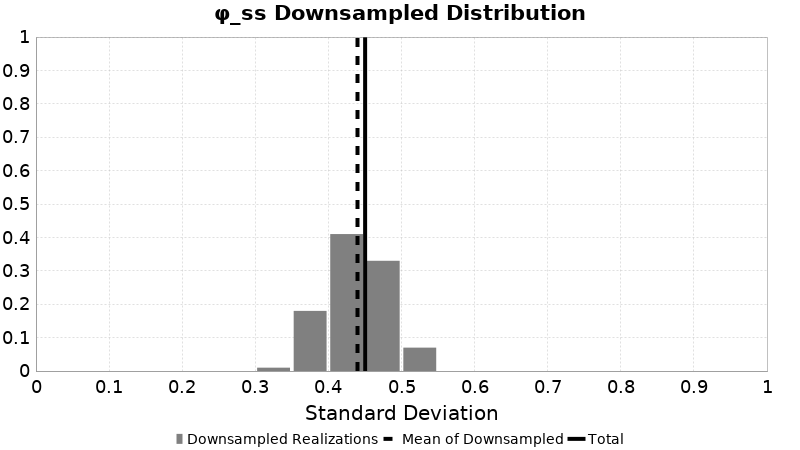 φ_ss Downsampled Distribution
1
0.9
0.8
0.7
0.6
0.5
0.4
0.3
0.2
0.1
0
0 0.1 0.2 0.3 0.4 0.5 0.6 0.7 0.8 0.9 1
Standard Deviation
Downsampled Realizations Mean of Downsampled Total